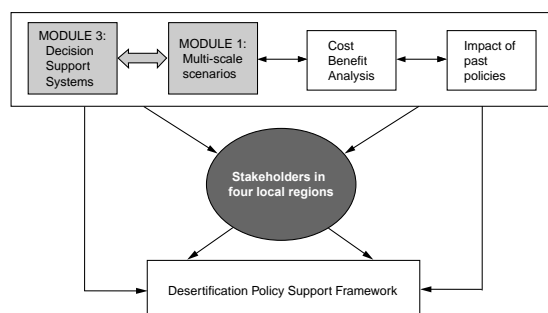 MODULE 3:
Decision
Support
Systems
MODULE 1:
Multi-scale
scenarios
Cost
Benefit
Analysis
Impact of
past
policies
Stakeholders in
four local regions
Desertification Policy Support Framework